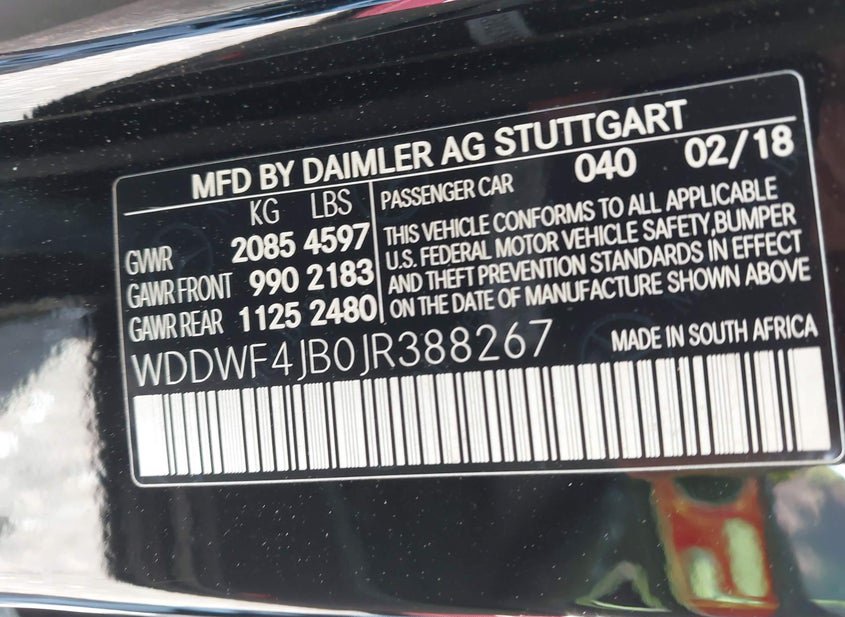 MFD BY DAIMLER AG STUTTGART
KG LBS
GVWR 2085 4597
GAWR FRONT 990 2183
GAWR REAR 1125 2480
PASSENGER CAR 040 02/18
THIS VEHICLE CONFORMS TO ALL APPLICABLE
U.S. FEDERAL MOTOR VEHICLE SAFETY,BUMPER
AND THEFT PREVENTION STANDARDS IN EFFECT
ON THE DATE OF MANUFACTURE SHOWN ABOVE
WDDWF4JB0JR388267 MADE IN SOUTH AFRICA